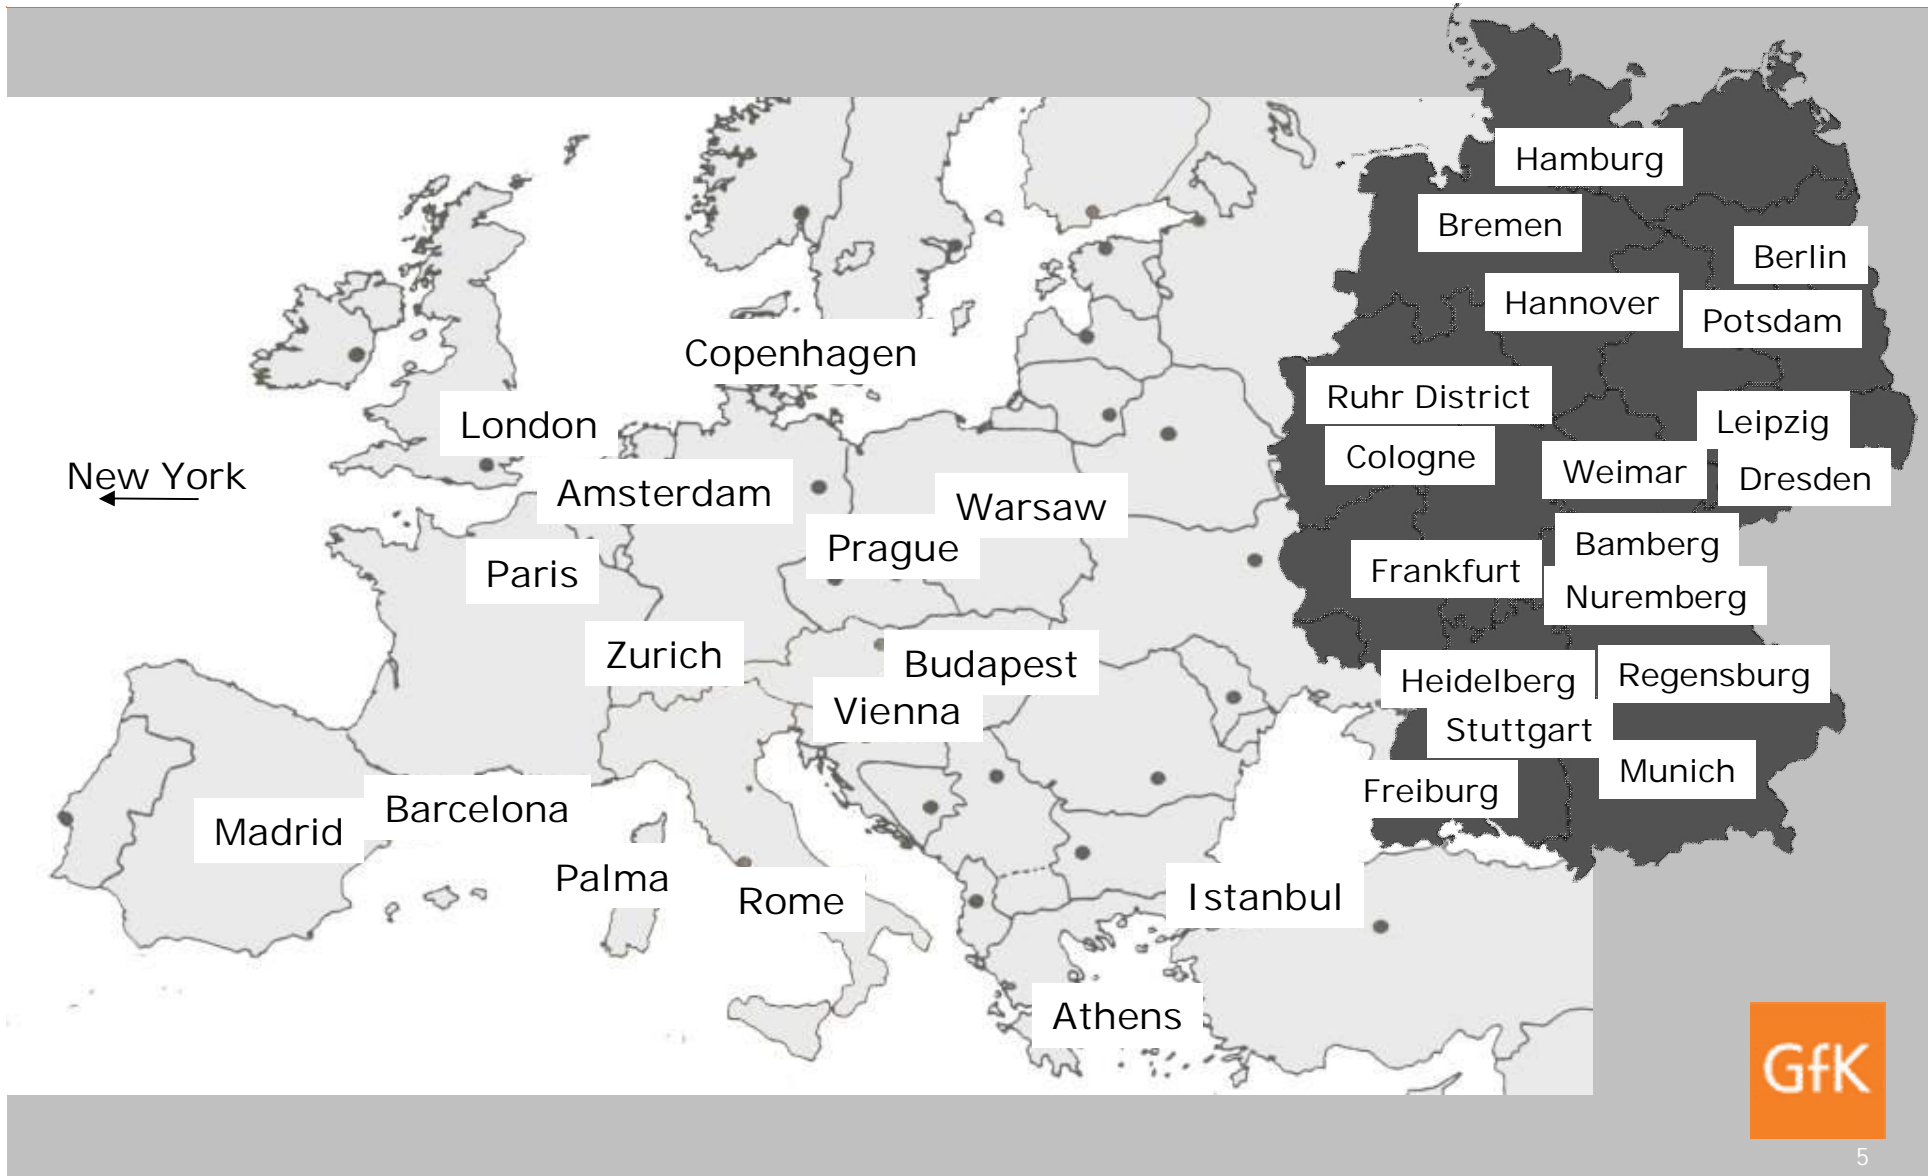 Hamburg
Bremen
Berlin
Hannover
Potsdam
Copenhagen
Ruhr District
Leipzig
London
Cologne
Weimar
Dresden
New York
Amsterdam
Warsaw
Prague
Bamberg
Paris
Frankfurt
Nuremberg
Zurich
Budapest
Heidelberg
Regensburg
Vienna
Stuttgart
Munich
Freiburg
Barcelona
Madrid
Palma
Rome
Istanbul
Athens
GfK
5